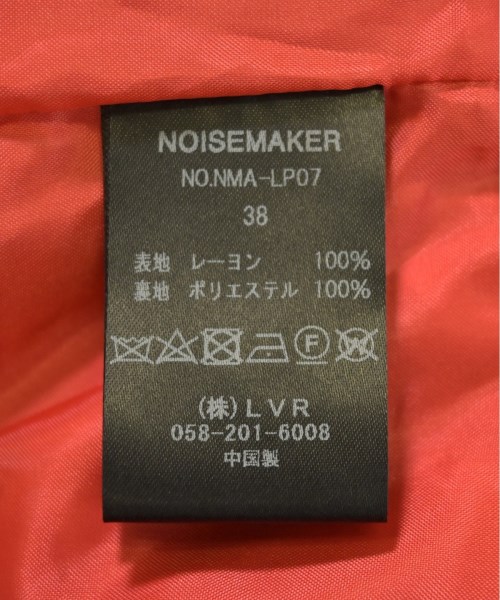 NOISEMAKER
NO.NMA-LP07
38
表地 レーヨン 100%
裏地 ポリエステル 100%
F W
(株)LVR
058-201-6008
中国製